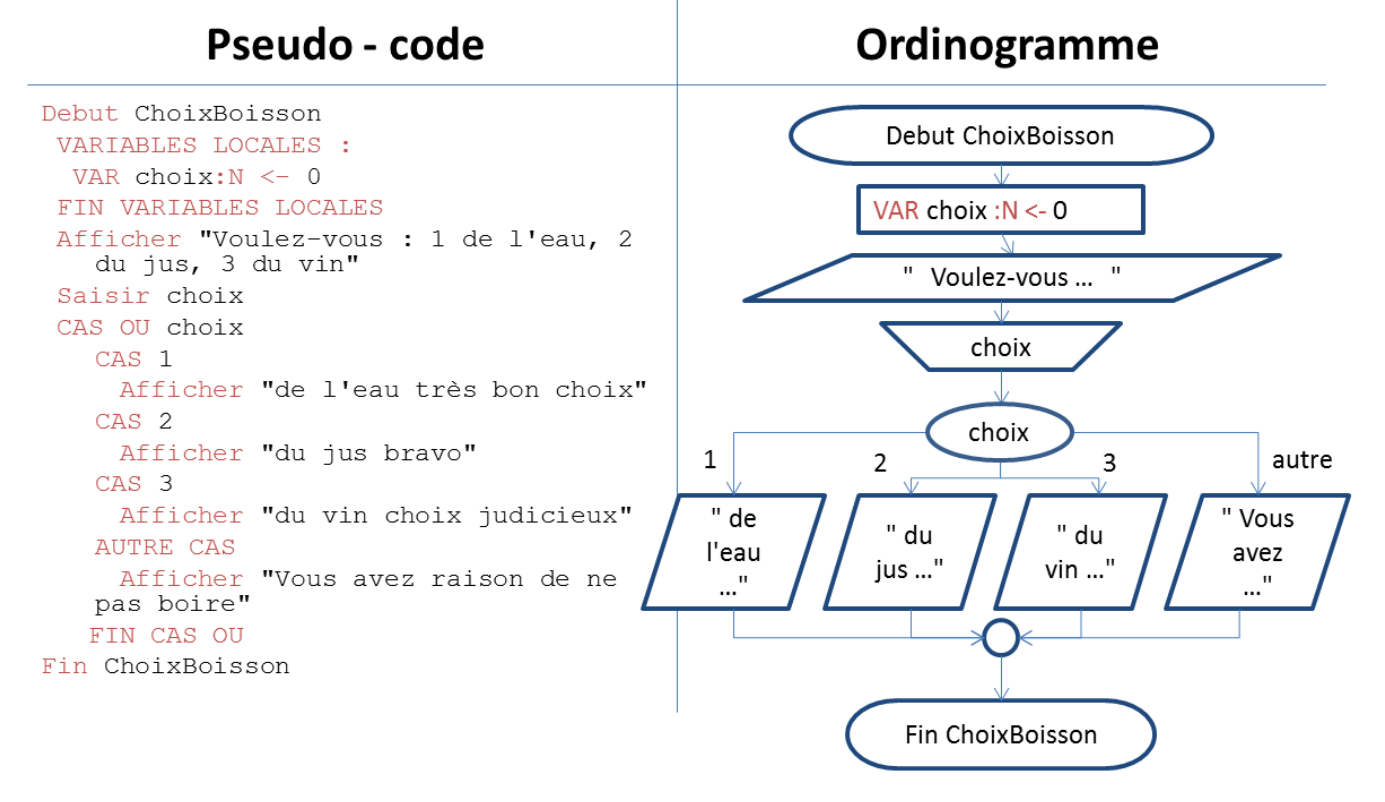 Pseudo - code
Debut ChoixBoisson
VARIABLES LOCALES :
VAR choix:N <- 0
FIN VARIABLES LOCALES
Afficher "Voulez-vous : 1 de l'eau, 2
du jus, 3 du vin"
Saisir choix
CAS OU choix
CAS 1
Afficher "de l'eau très bon choix"
CAS 2
Afficher "du jus bravo"
CAS 3
Afficher "du vin choix judicieux"
AUTRE CAS
Afficher "Vous avez raison de ne
pas boire"
FIN CAS OU
Fin ChoixBoisson
Ordinogramme
Debut ChoixBoisson
VAR choix :N <- 0
" Voulez-vous ... "
choix
choix
1
2
3
autre
" de
l'eau
..."
" du
jus ..."
" du
vin ..."
" Vous
avez
..."
Fin ChoixBoisson